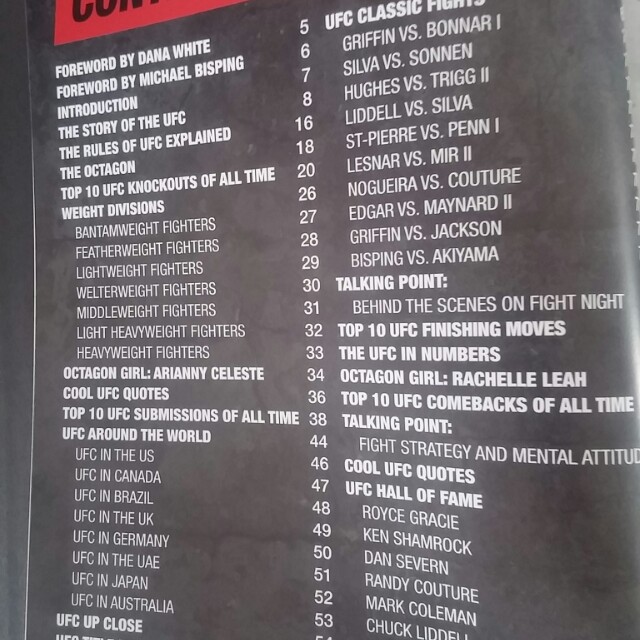 CONT
FOREWORD BY DANA WHITE 5
FOREWORD BY MICHAEL BISPING 6
INTRODUCTION 7
THE STORY OF THE UFC 8
THE RULES OF UFC EXPLAINED 16
THE OCTAGON 18
TOP 10 UFC KNOCKOUTS OF ALL TIME 20
WEIGHT DIVISIONS 26
BANTAMWEIGHT FIGHTERS 27
FEATHERWEIGHT FIGHTERS 28
LIGHTWEIGHT FIGHTERS 29
WELTERWEIGHT FIGHTERS 30
MIDDLEWEIGHT FIGHTERS 31
LIGHT HEAVYWEIGHT FIGHTERS 32
HEAVYWEIGHT FIGHTERS 33
OCTAGON GIRL: ARIANNY CELESTE 34
COOL UFC QUOTES 36
TOP 10 UFC SUBMISSIONS OF ALL TIME 38
UFC AROUND THE WORLD 44
UFC IN THE US 46
UFC IN CANADA 47
UFC IN BRAZIL 48
UFC IN THE UK 49
UFC IN GERMANY 50
UFC IN THE UAE 51
UFC IN JAPAN 52
UFC IN AUSTRALIA 53
UFC UP CLOSE 54
UFC CLASSIC FIGHTS
GRIFFIN VS. BONNAR I
SILVA VS. SONNEN
HUGHES VS. TRIGG II
LIDDELL VS. SILVA
ST-PIERRE VS. PENN I
LESNAR VS. MIR II
NOGUEIRA VS. COUTURE
EDGAR VS. MAYNARD II
GRIFFIN VS. JACKSON
BISPING VS. AKIYAMA
TALKING POINT:
BEHIND THE SCENES ON FIGHT NIGHT
TOP 10 UFC FINISHING MOVES
THE UFC IN NUMBERS
OCTAGON GIRL: RACHELLE LEAH
TOP 10 UFC COMEBACKS OF ALL TIME
TALKING POINT:
FIGHT STRATEGY AND MENTAL ATTITUD
COOL UFC QUOTES
UFC HALL OF FAME
ROYCE GRACIE
KEN SHAMROCK
DAN SEVERN
RANDY COUTURE
MARK COLEMAN
CHUCK LIDDELL